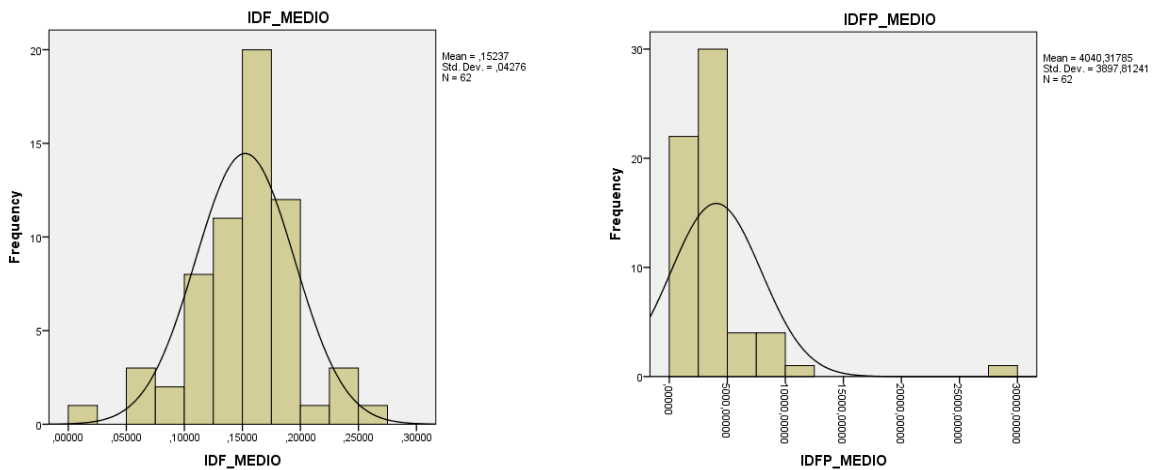 IDF_MEDIO
Mean = ,15237
Std. Dev. = ,04276
N = 62
20
15
10
5
0
Frequency
,00000
,05000
,10000
,15000
,20000
,25000
,30000
IDF_MEDIO
IDFP_MEDIO
Mean = 4040,31785
Std. Dev. = 3897,81241
N = 62
30
20
10
0
Frequency
,00000
5000,00000
10000,00000
15000,00000
20000,00000
25000,00000
30000,00000
IDFP_MEDIO